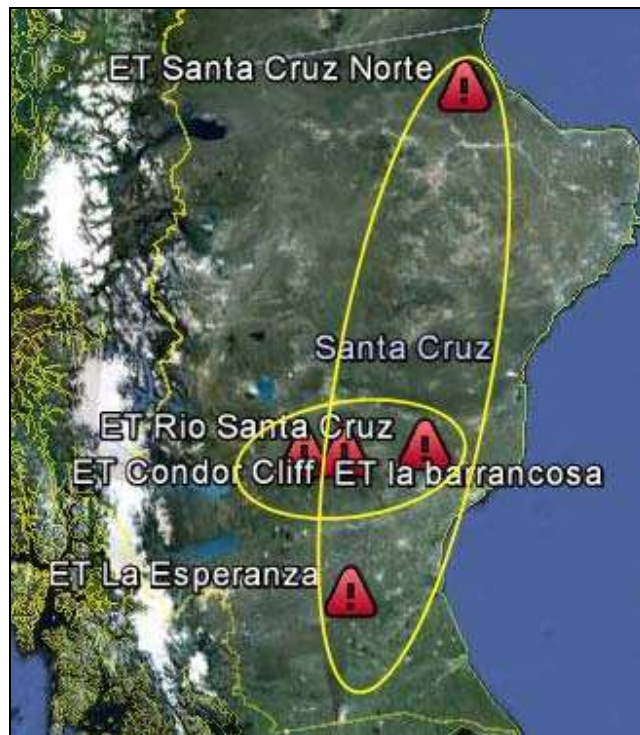 ET Santa Cruz Norte
Santa Cruz
ET Rio Santa Cruz
ET Condor Cliff
ET la barrancosa
ET La Esperanza